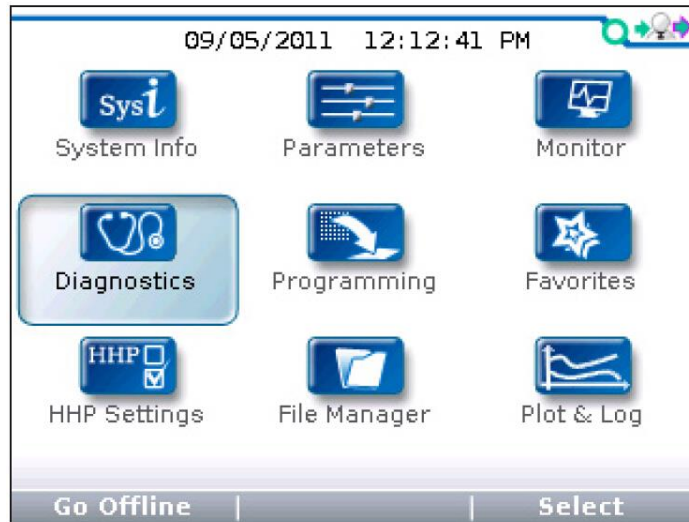 09/05/2011 12:12:41 PM
Sysi
System Info
Parameters
Monitor
Diagnostics
Programming
Favorites
HHP
HHP Settings
File Manager
Plot & Log
Go Offline | | Select